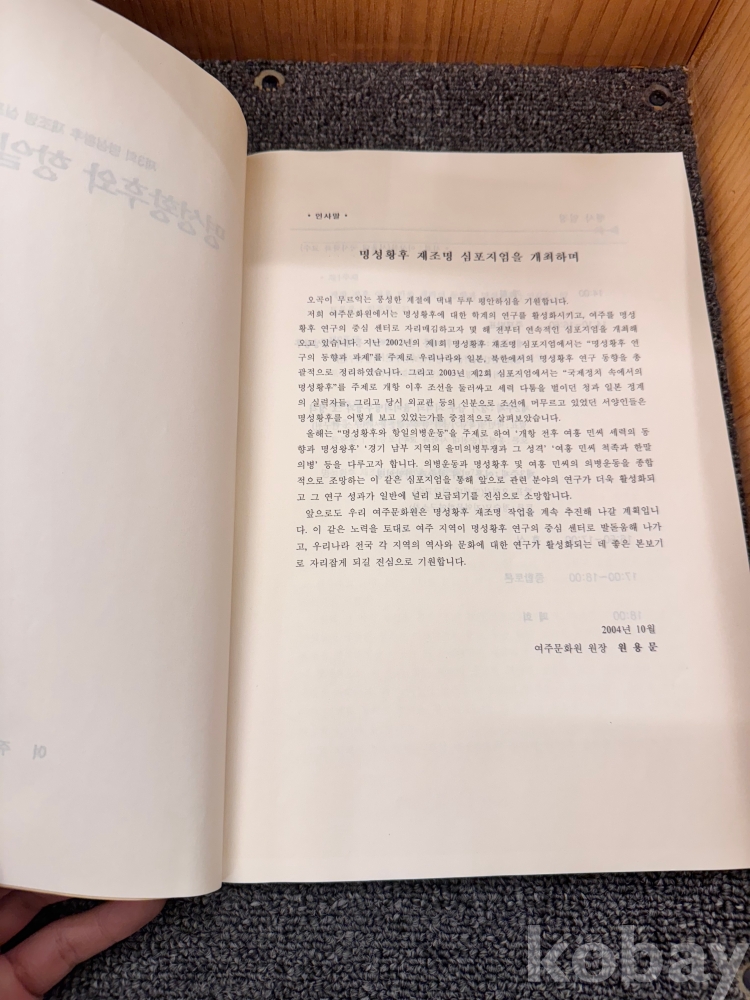 • 인사말 •
명성황후 재조명 심포지엄을 개최하며
오곡이 무르익는 풍성한 계절에 댁내 두루 평안하심을 기원합니다.
저희 여주문화원에서는 명성황후에 대한 학계의 연구를 활성화시키고, 여주를 명성
황후 연구의 중심 센터로 자리매김하고자 몇 해 전부터 연속적인 심포지엄을 개최해
오고 있습니다. 지난 2002년의 제1회 명성황후 재조명 심포지엄에서는 “명성황후 연
구의 동향과 과제”를 주제로 우리나라와 일본, 북한에서의 명성황후 연구 동향을 총
괄적으로 정리하였습니다. 그리고 2003년 제2회 심포지엄에서는 “국제정치 속에서의
명성황후”를 주제로 개항 이후 조선을 둘러싸고 세력 다툼을 벌이던 청과 일본 정계
의 실력자들, 그리고 당시 외교관 등의 신분으로 조선에 머무르고 있었던 서양인들은
명성황후를 어떻게 보고 있었는가를 중점적으로 살펴보았습니다.
올해는 “명성황후와 항일의병운동”을 주제로 하여 ‘개항 전후 여흥 민씨 세력의 동
향과 명성황후’ ‘경기 남부 지역의 을미의병투쟁과 그 성격’ ‘여흥 민씨 척족과 한말
의병’ 등을 다루고자 합니다. 의병운동과 명성황후 및 여흥 민씨의 의병운동을 종합
적으로 조망하는 이 같은 심포지엄을 통해 앞으로 관련 분야의 연구가 더욱 활성화되
고 그 연구 성과가 일반에 널리 보급되기를 진심으로 소망합니다.
앞으로도 우리 여주문화원은 명성황후 재조명 작업을 계속 추진해 나갈 계획입니
다. 이 같은 노력을 토대로 여주 지역이 명성황후 연구의 중심 센터로 발돋움해 나가
고, 우리나라 전국 각 지역의 역사와 문화에 대한 연구가 활성화되는 데 좋은 본보기
로 자리잡게 되길 진심으로 기원합니다.
2004년 10월
여주문화원 원장 원 용 문
kobay